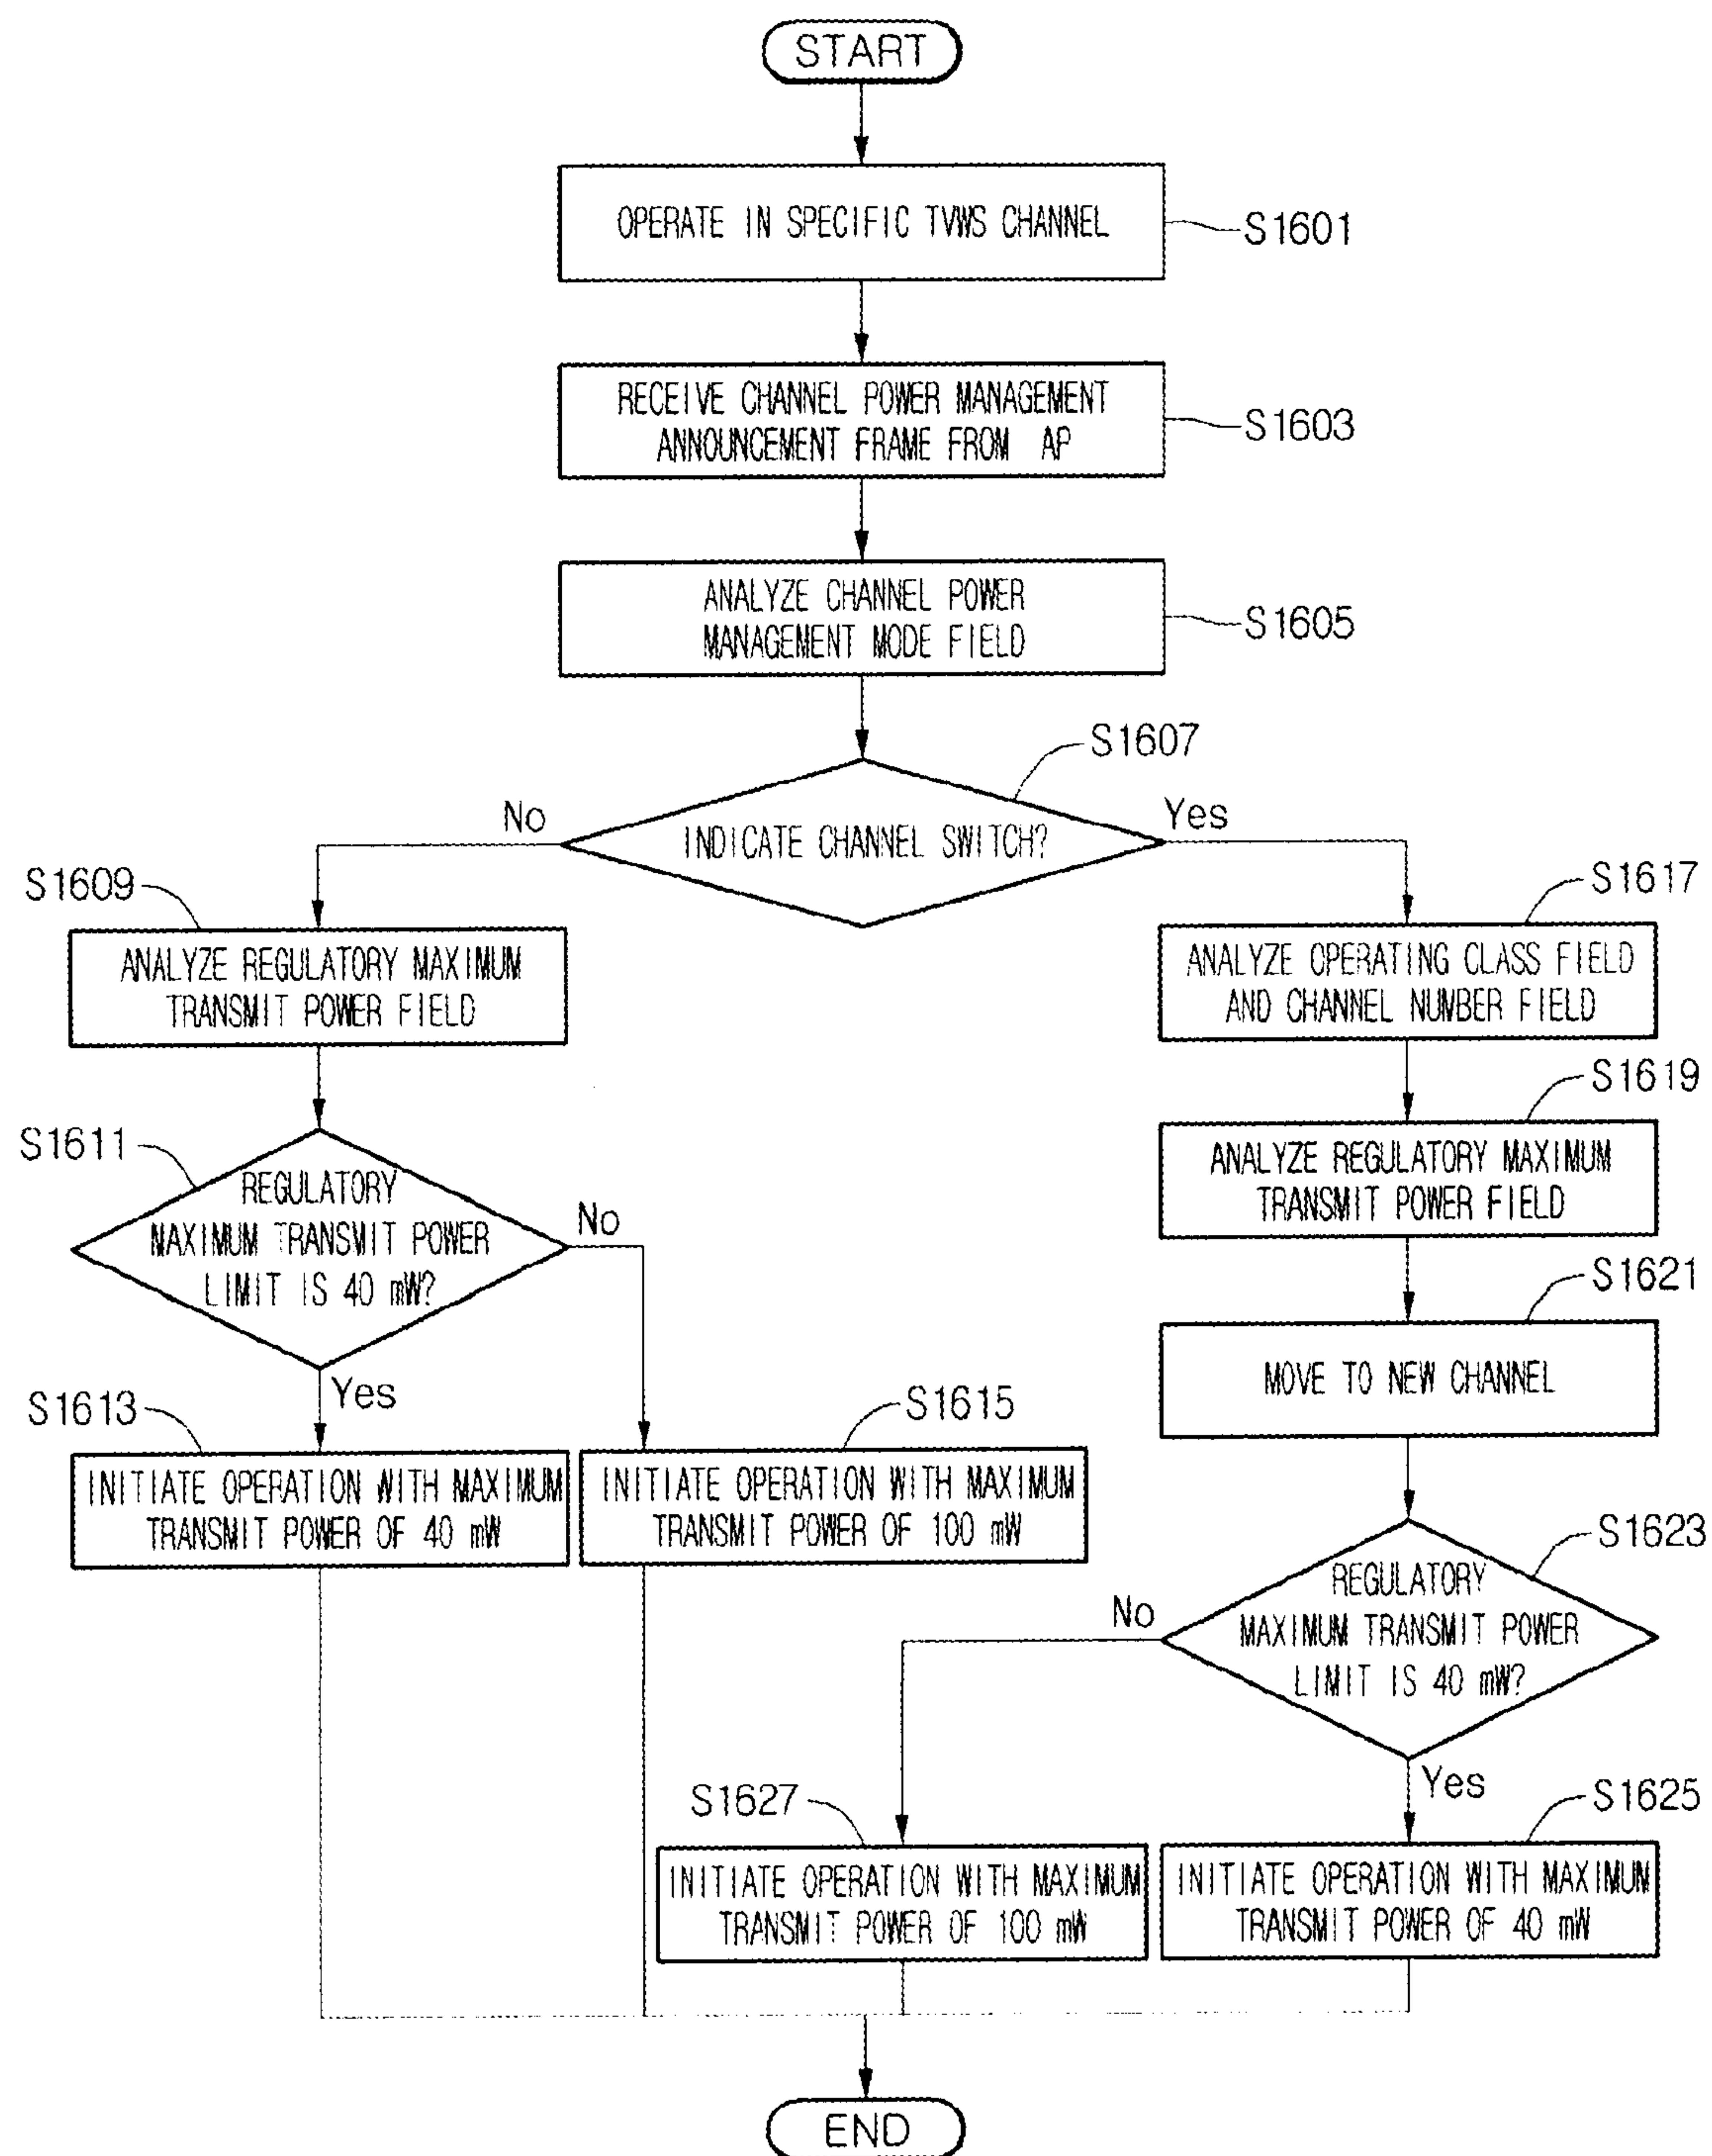 START
OPERATE IN SPECIFIC TVWS CHANNEL
S1601
RECEIVE CHANNEL POWER MANAGEMENT
ANNOUNCEMENT FRAME FROM AP
S1603
ANALYZE CHANNEL POWER
MANAGEMENT MODE FIELD
S1605
S1607
INDICATE CHANNEL SWITCH?
No
Yes
S1609
ANALYZE REGULATORY MAXIMUM
TRANSMIT POWER FIELD
S1611
REGULATORY
MAXIMUM TRANSMIT POWER
LIMIT IS 40 mW?
No
Yes
S1613
INITIATE OPERATION WITH MAXIMUM
TRANSMIT POWER OF 40 mW
S1615
INITIATE OPERATION WITH MAXIMUM
TRANSMIT POWER OF 100 mW
S1617
ANALYZE OPERATING CLASS FIELD
AND CHANNEL NUMBER FIELD
S1619
ANALYZE REGULATORY MAXIMUM
TRANSMIT POWER FIELD
S1621
MOVE TO NEW CHANNEL
S1623
REGULATORY
MAXIMUM TRANSMIT POWER
LIMIT IS 40 mW?
No
Yes
S1627
INITIATE OPERATION WITH MAXIMUM
TRANSMIT POWER OF 100 mW
S1625
INITIATE OPERATION WITH MAXIMUM
TRANSMIT POWER OF 40 mW
END